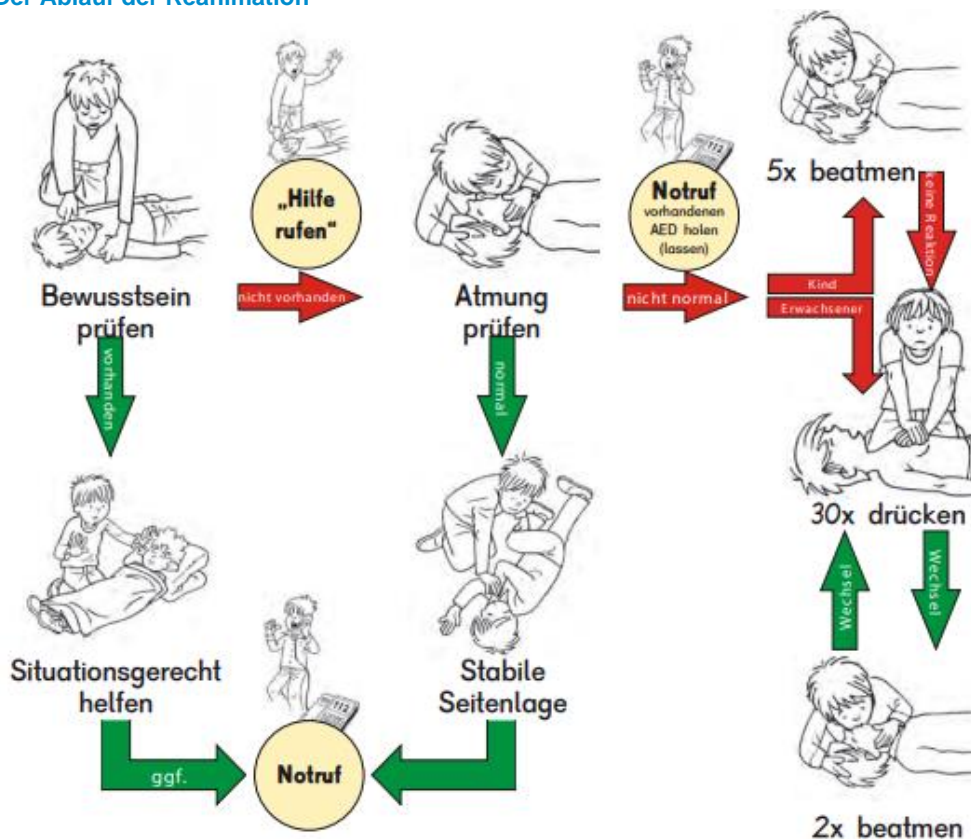 Der Ablauf der Reanimation
„Hilfe
rufen“
112
Notruf
vorhandenen
AED holen
(lassen)
5x beatmen
keine Reaktion
Bewusstsein
prüfen
nicht vorhanden
Atmung
prüfen
nicht normal
Kind
Erwachsener
vorhanden
normal
30x drücken
Wechsel
Wechsel
Situationsgerecht
helfen
Stabile
Seitenlage
112
ggf.
Notruf
2x beatmen